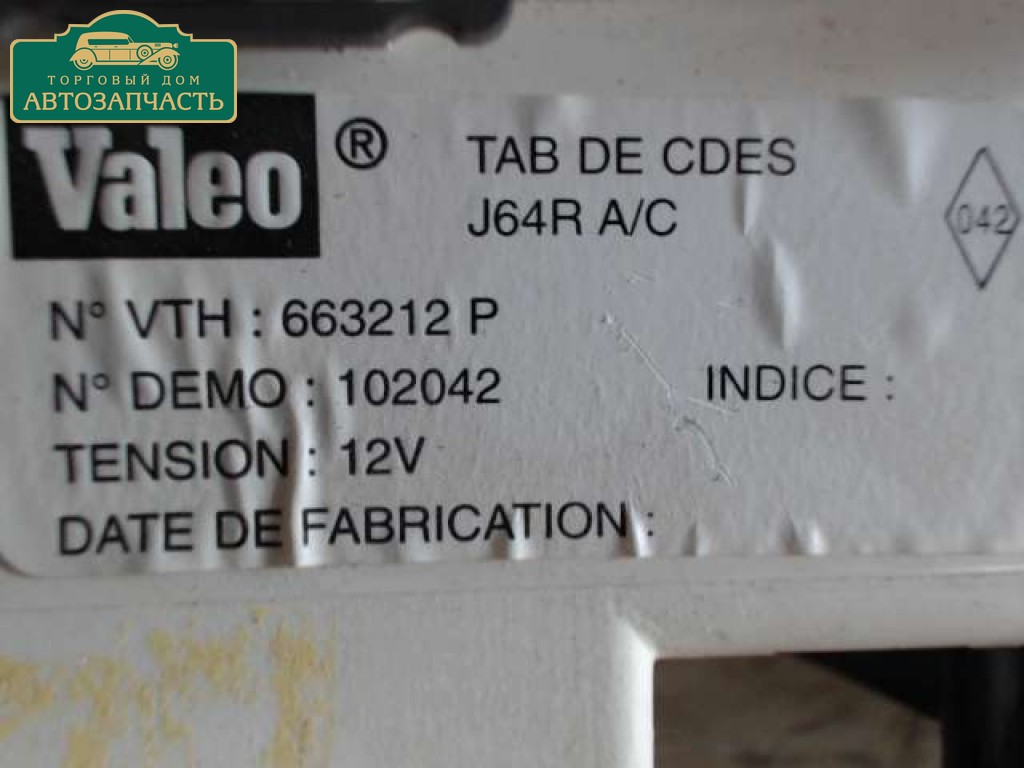 ТОРГОВЫЙ ДОМ
АВТОЗАПЧАСТЬ
Valeo ®
TAB DE CDES
J64R A/C
042
N° VTH : 663212 P
N° DEMO : 102042
INDICE :
TENSION : 12V
DATE DE FABRICATION :